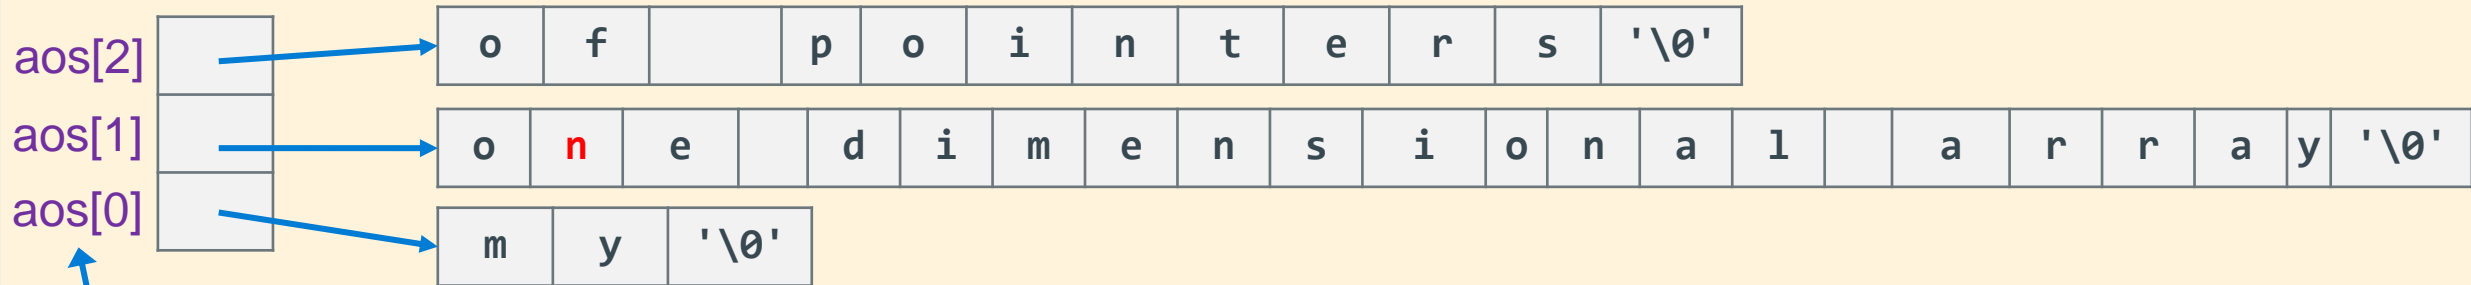 aos[2] o f   p o i n t e r s '\0'
aos[1] o n e   d i m e n s i o n a l   a r r a y '\0'
aos[0] m y '\0'